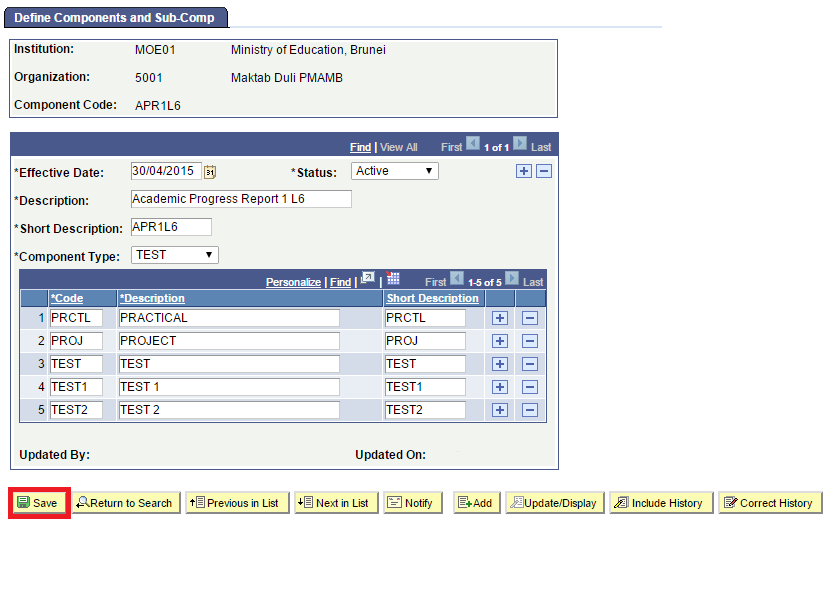 Define Components and Sub-Comp
Institution: MOE01 Ministry of Education, Brunei
Organization: 5001 Maktab Duli PMAMB
Component Code: APR1L6
Find | View All First 1 of 1 Last
*Effective Date: 30/04/2015 31 *Status: Active
*Description: Academic Progress Report 1 L6
*Short Description: APR1L6
*Component Type: TEST
Personalize | Find | | First 1-5 of 5 Last
*Code *Description Short Description
1 PRCTL PRACTICAL PRCTL
2 PROJ PROJECT PROJ
3 TEST TEST TEST
4 TEST1 TEST 1 TEST1
5 TEST2 TEST 2 TEST2
Updated By: Updated On:
Save Return to Search Previous in List Next in List Notify Add Update/Display Include History Correct History